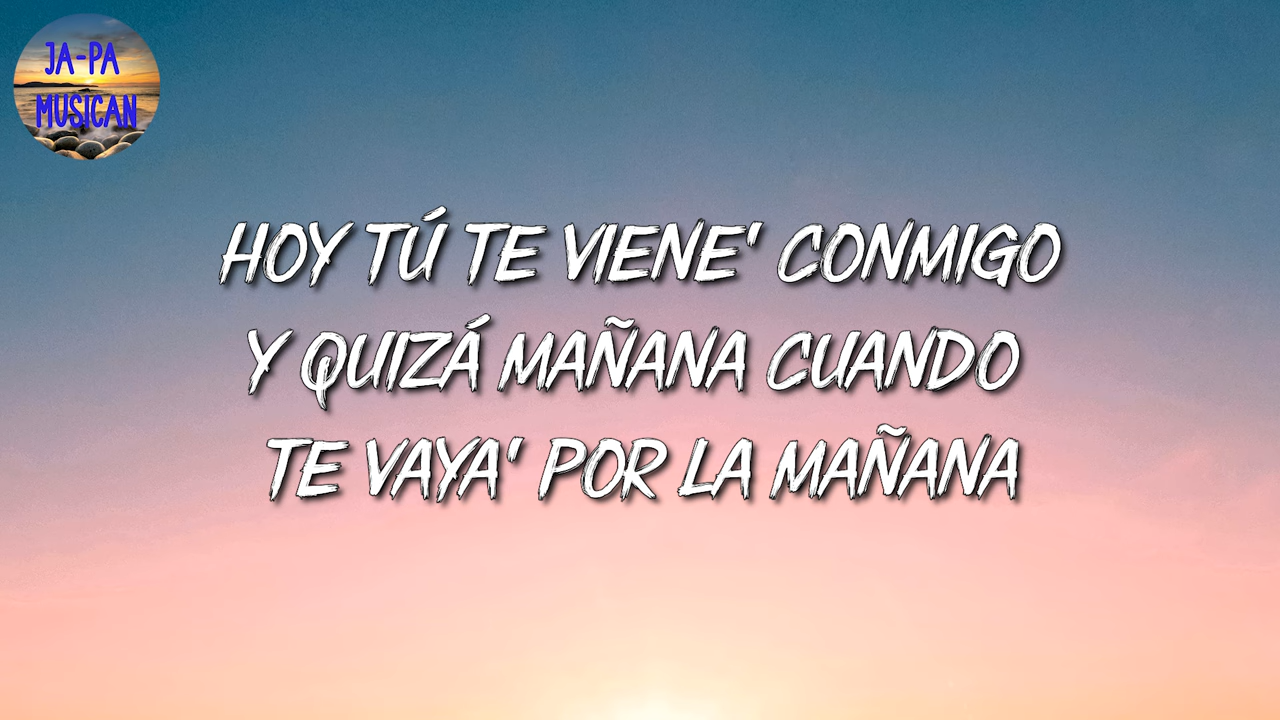 JA-PA
MUSICAN
HOY TÚ TE VIENE' CONMIGO
Y QUIZÁ MAÑANA CUANDO
TE VAYA' POR LA MAÑANA